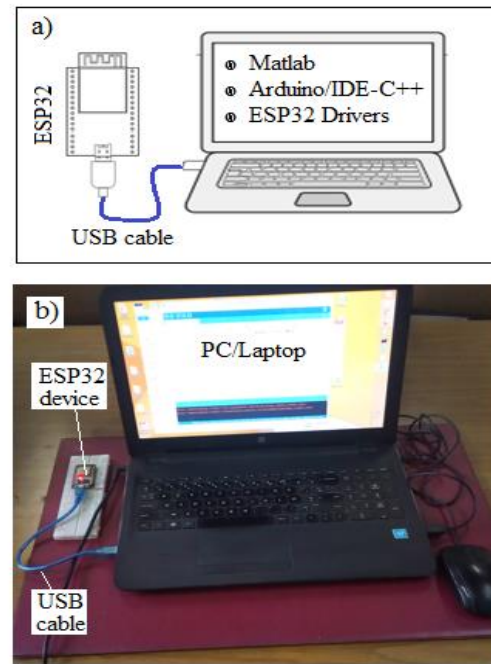 a)
ESP32
Matlab
Arduino/IDE-C++
ESP32 Drivers
USB cable
b)
PC/Laptop
ESP32
device
USB
cable